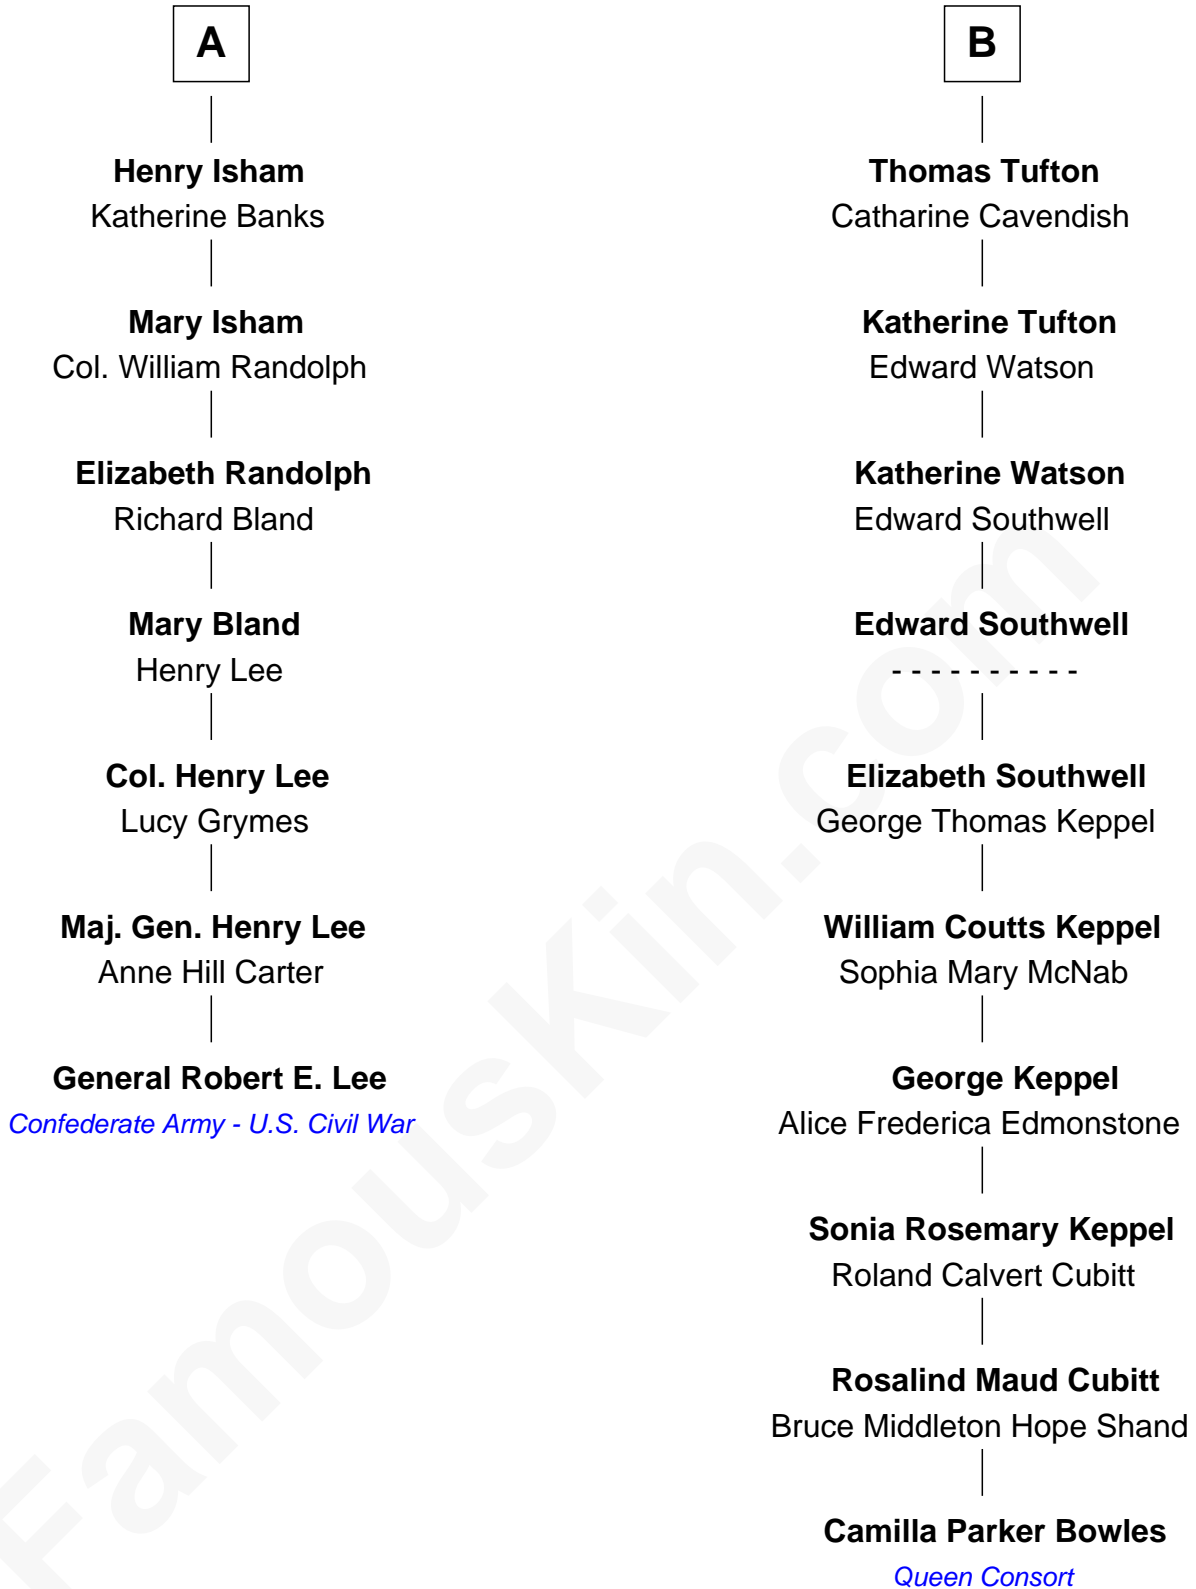 A
Henry Isham
Katherine Banks
Mary Isham
Col. William Randolph
Elizabeth Randolph
Richard Bland
Mary Bland
Henry Lee
Col. Henry Lee
Lucy Grymes
Maj. Gen. Henry Lee
Anne Hill Carter
General Robert E. Lee
Confederate Army - U.S. Civil War
B
Thomas Tufton
Catharine Cavendish
Katherine Tufton
Edward Watson
Katherine Watson
Edward Southwell
Edward Southwell
- - - - - - - - - -
Elizabeth Southwell
George Thomas Keppel
William Coutts Keppel
Sophia Mary McNab
George Keppel
Alice Frederica Edmonstone
Sonia Rosemary Keppel
Roland Calvert Cubitt
Rosalind Maud Cubitt
Bruce Middleton Hope Shand
Camilla Parker Bowles
Queen Consort
FamousKin.com